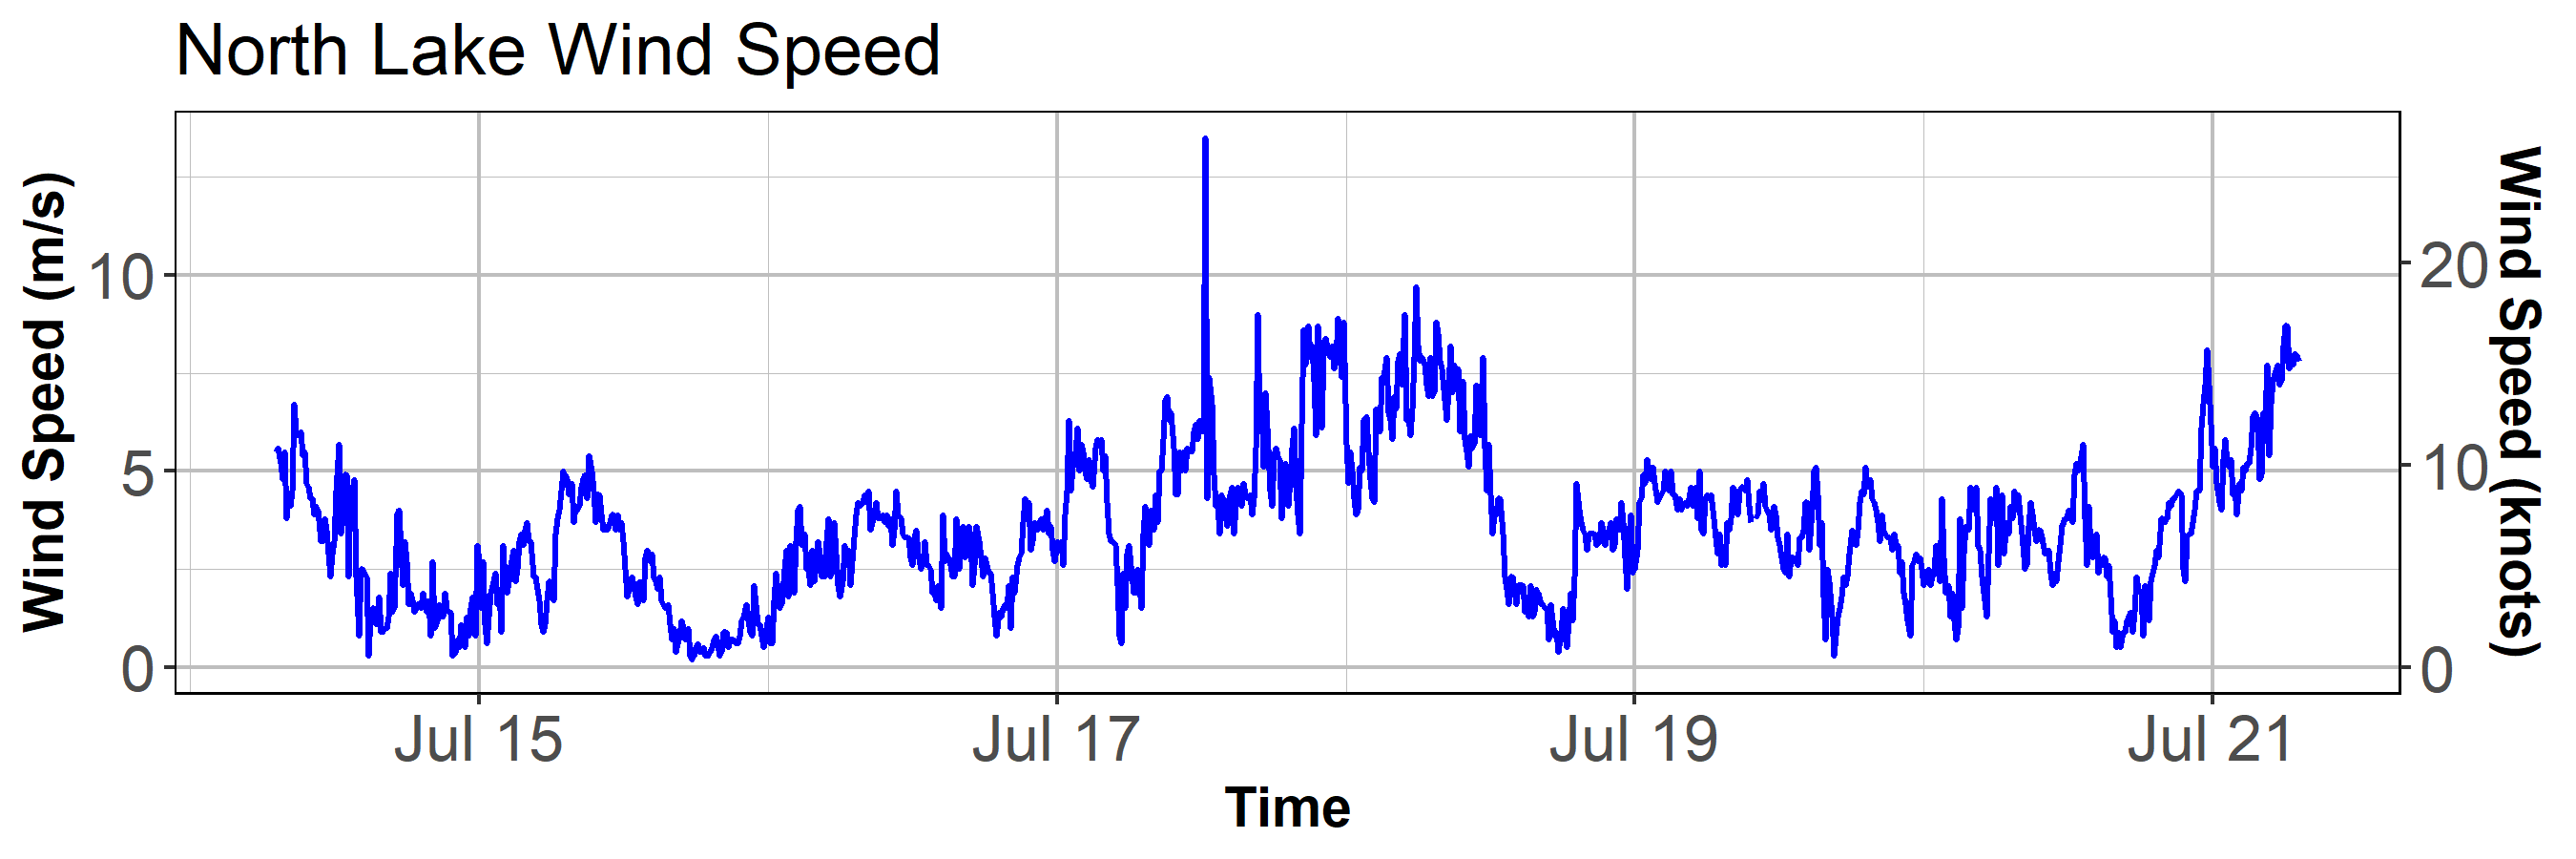 North Lake Wind Speed
Wind Speed (m/s)
10
5
0
20
10
0
Wind Speed (knots)
Jul 15
Jul 17
Jul 19
Jul 21
Time